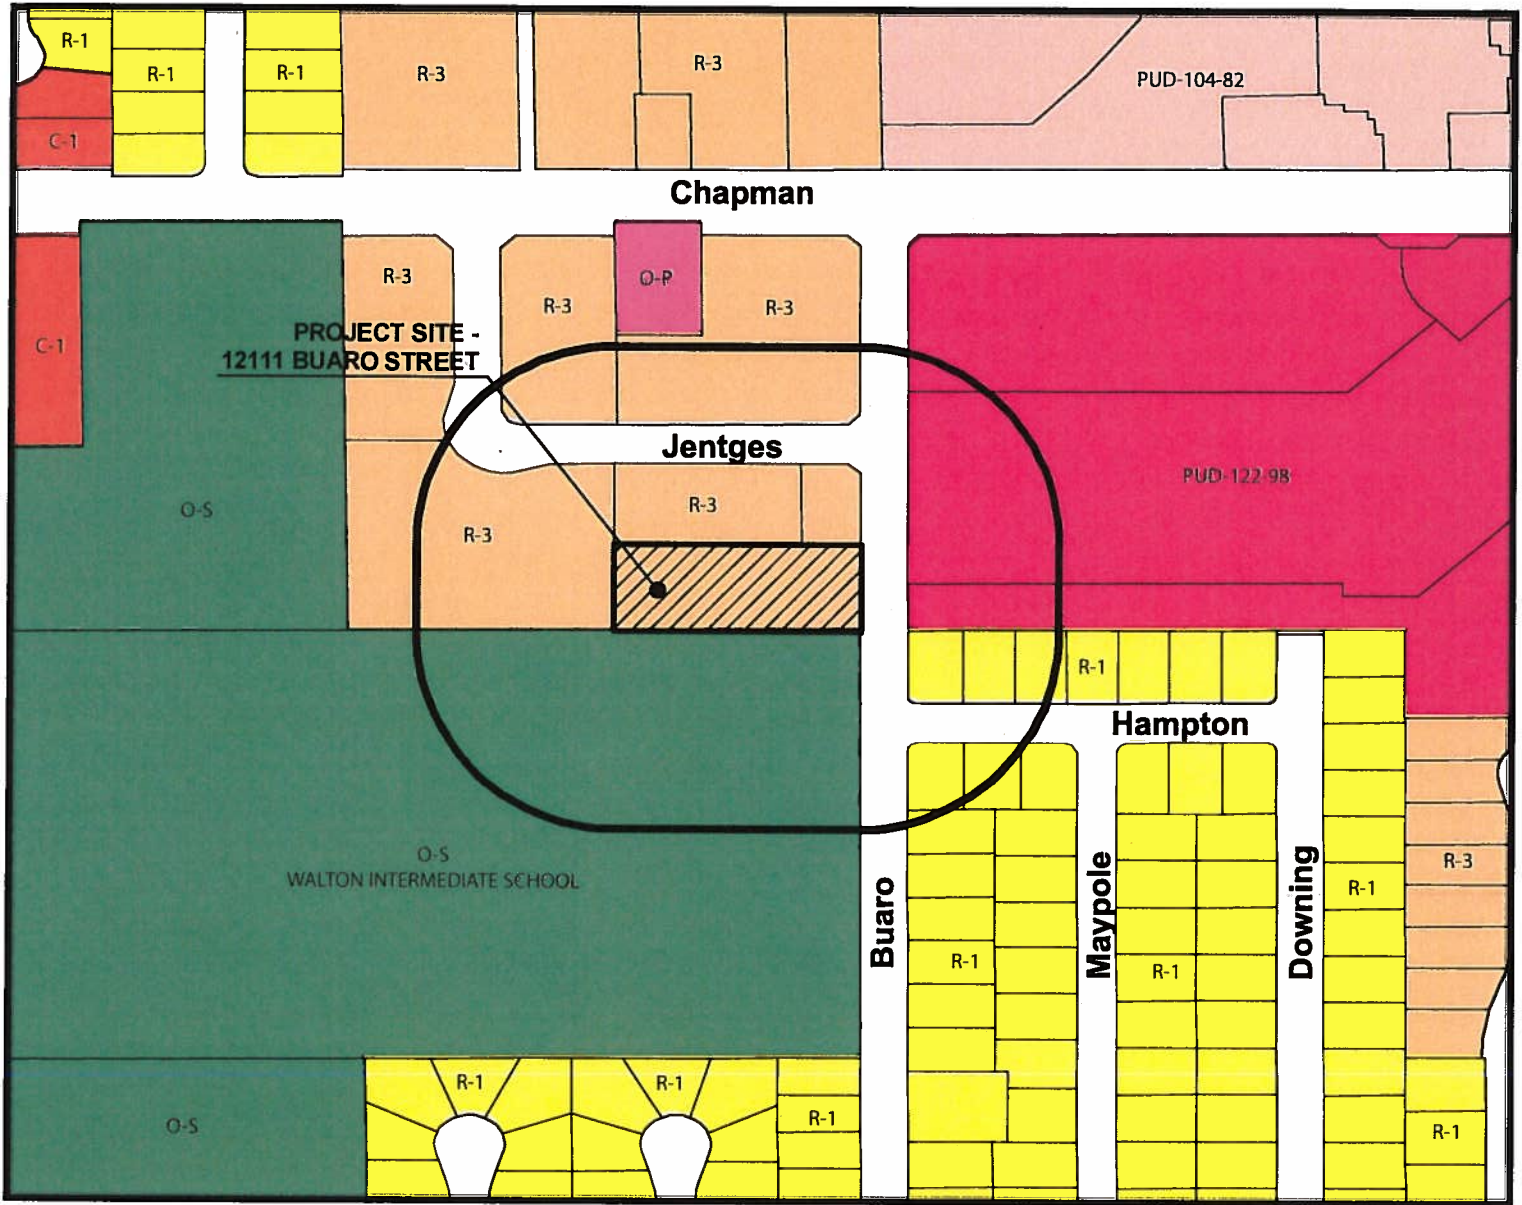 R-1
R-1
R-1
R-3
R-3
PUD-104-82
C-1
Chapman
R-3
O-P
R-3
R-3
C-1
PROJECT SITE -
12111 BUARO STREET
Jentges
PUD-122-98
O-S
R-3
R-3
R-1
Hampton
O-S
WALTON INTERMEDIATE SCHOOL
Buaro
Maypole
Downing
R-3
R-1
R-1
R-1
R-1
R-1
R-1
O-S
R-1